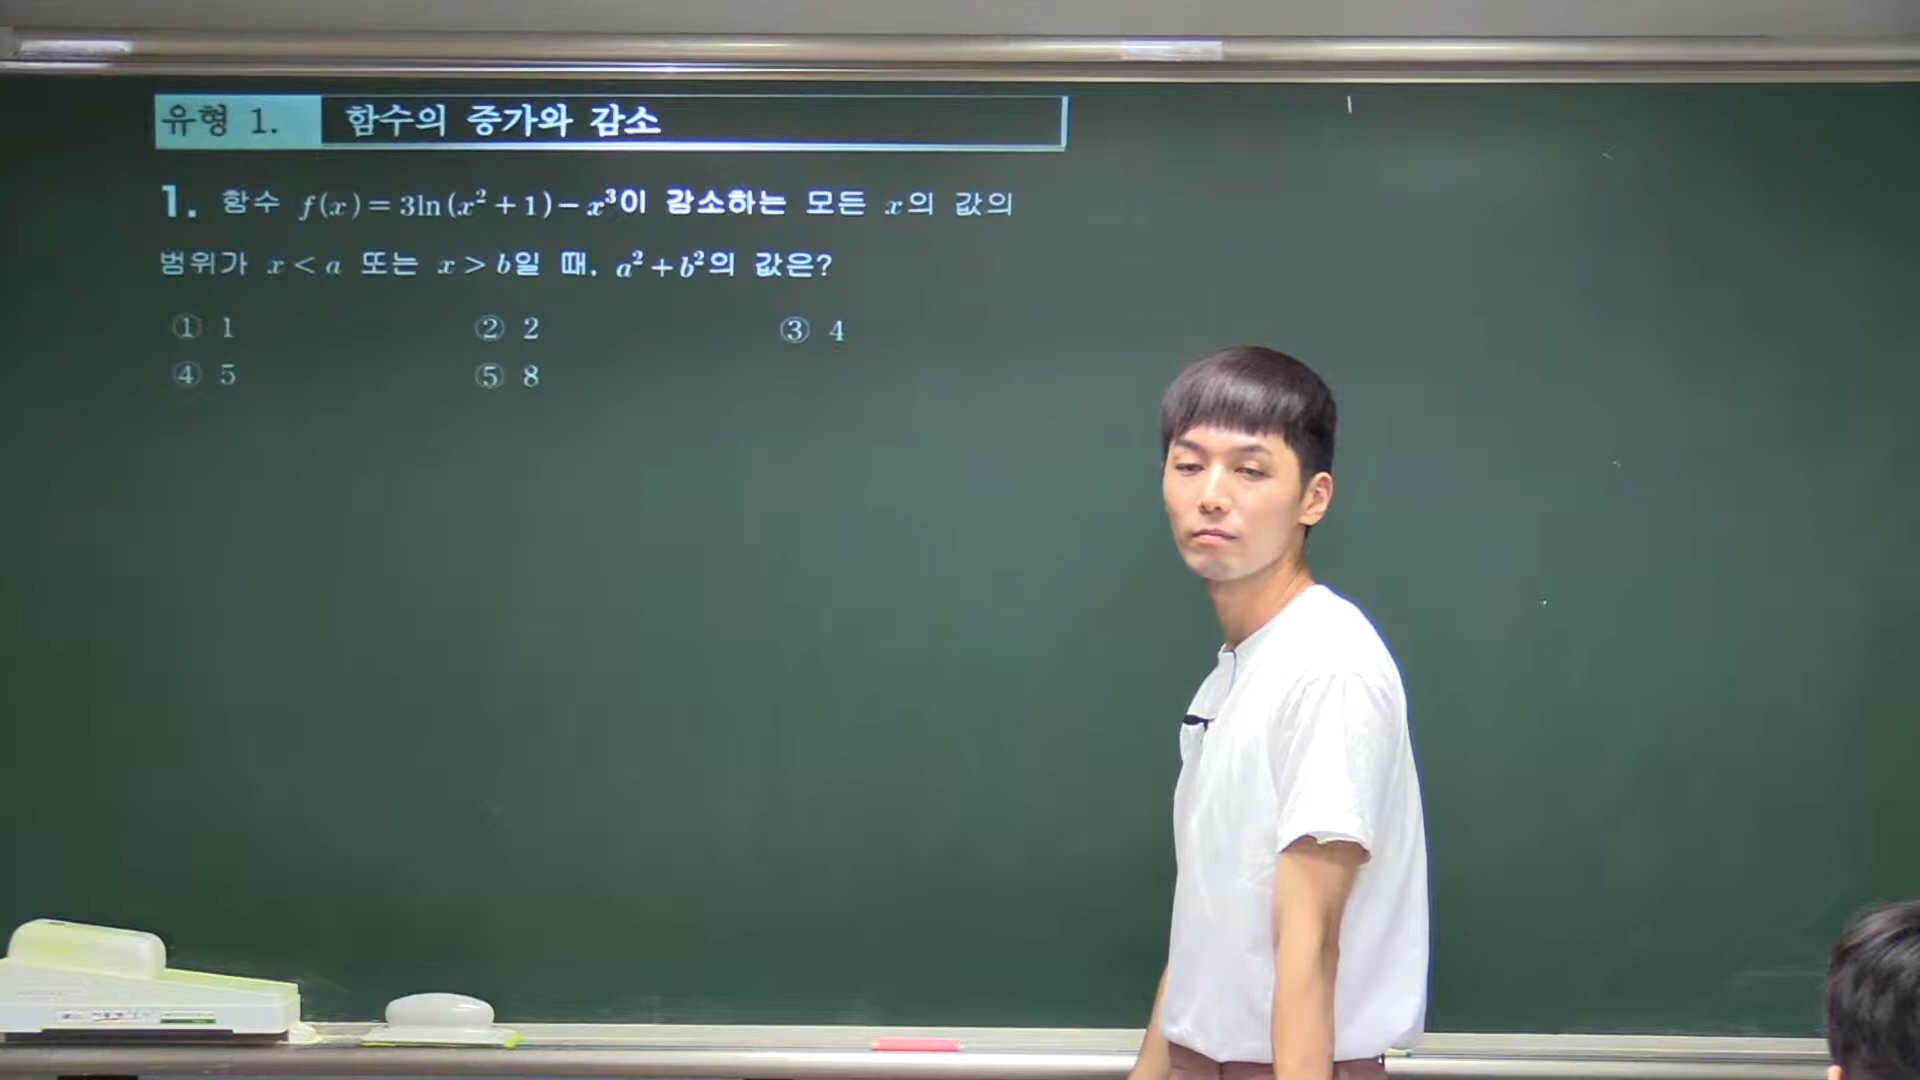 유형 1. 함수의 증가와 감소
1. 함수 f(x)=3ln(x²+1)-x³이 감소하는 모든 x의 값의
범위가 x<a 또는 x>b일 때, a²+b²의 값은?
① 1 ② 2 ③ 4
④ 5 ⑤ 8